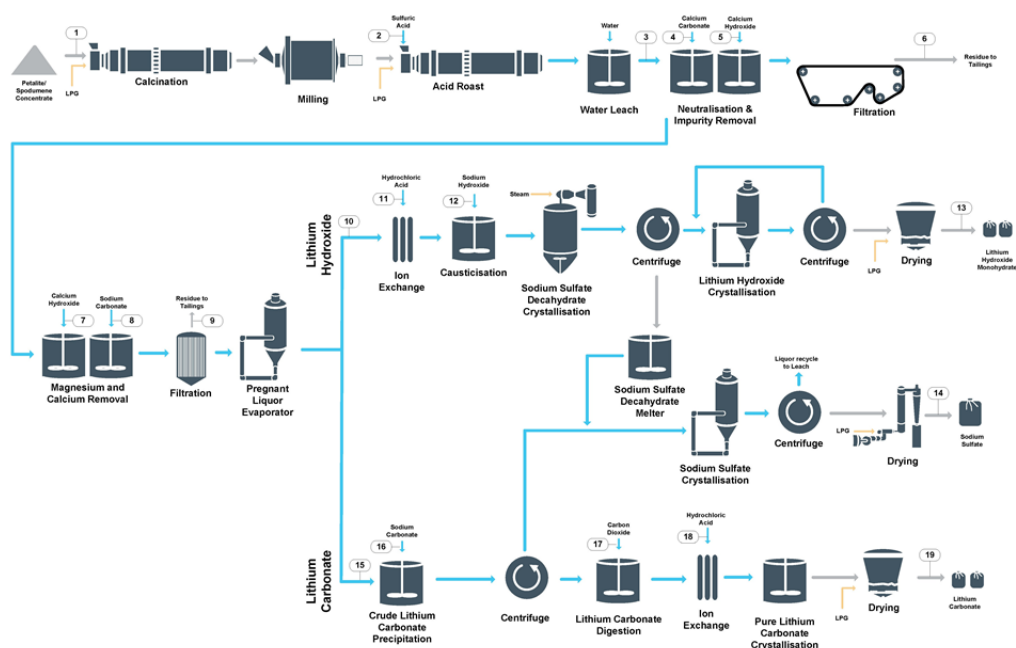 1
Petalite/
Spodumene
Concentrate
LPG
Calcination
Milling
2
Sulfuric
Acid
LPG
Acid Roast
Water
Water Leach
3
4
Calcium
Carbonate
5
Calcium
Hydroxide
Neutralisation &
Impurity Removal
Filtration
6
Residue to
Tailings
Lithium
Hydroxide
10
Hydrochloric
Acid
11
Ion
Exchange
Sodium
Hydroxide
12
Causticisation
Steam
Sodium Sulfate
Decahydrate
Crystallisation
Centrifuge
Lithium Hydroxide
Crystallisation
Centrifuge
LPG
Drying
13
Lithium
Hydroxide
Monohydrate
Calcium
Hydroxide
7
Sodium
Carbonate
8
Magnesium and
Calcium Removal
Residue to
Tailings
9
Filtration
Pregnant
Liquor
Evaporator
Sodium Sulfate
Decahydrate
Melter
Sodium Sulfate
Crystallisation
Liquor recycle
to Leach
Centrifuge
LPG
Drying
14
Sodium
Sulfate
Lithium
Carbonate
15
Sodium
Carbonate
16
Crude Lithium
Carbonate
Precipitation
Centrifuge
Carbon
Dioxide
17
Lithium Carbonate
Digestion
Hydrochloric
Acid
18
Ion
Exchange
Pure Lithium
Carbonate
Crystallisation
LPG
Drying
19
Lithium
Carbonate